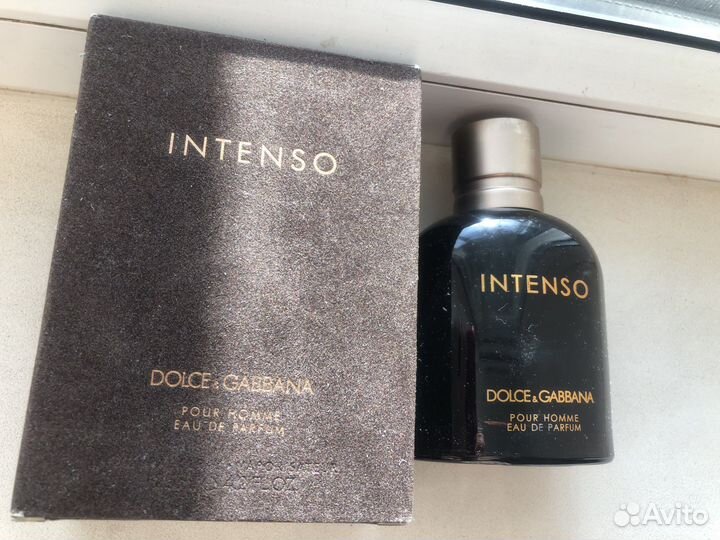 INTENSO
DOLCE & GABBANA
POUR HOMME
EAU DE PARFUM
INTENSO
DOLCE & GABBANA
POUR HOMME
EAU DE PARFUM
Avito